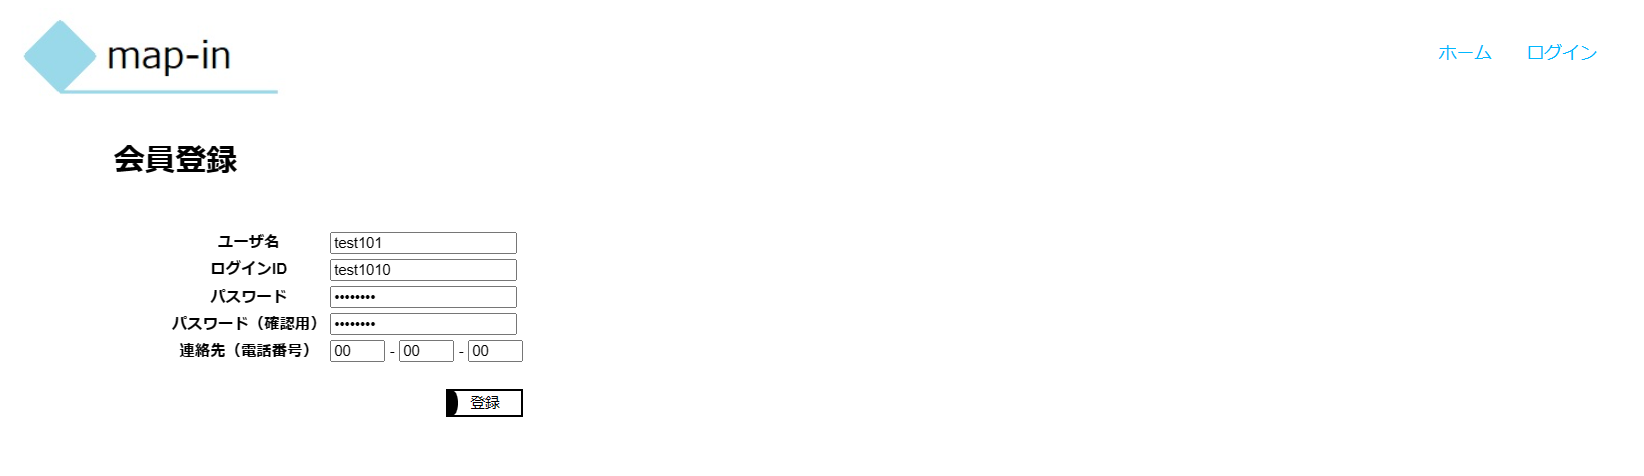 map-in
ホーム ログイン
会員登録
ユーザ名 test101
ログインID test1010
パスワード ••••••••
パスワード（確認用） ••••••••
連絡先（電話番号） 00 - 00 - 00
登録